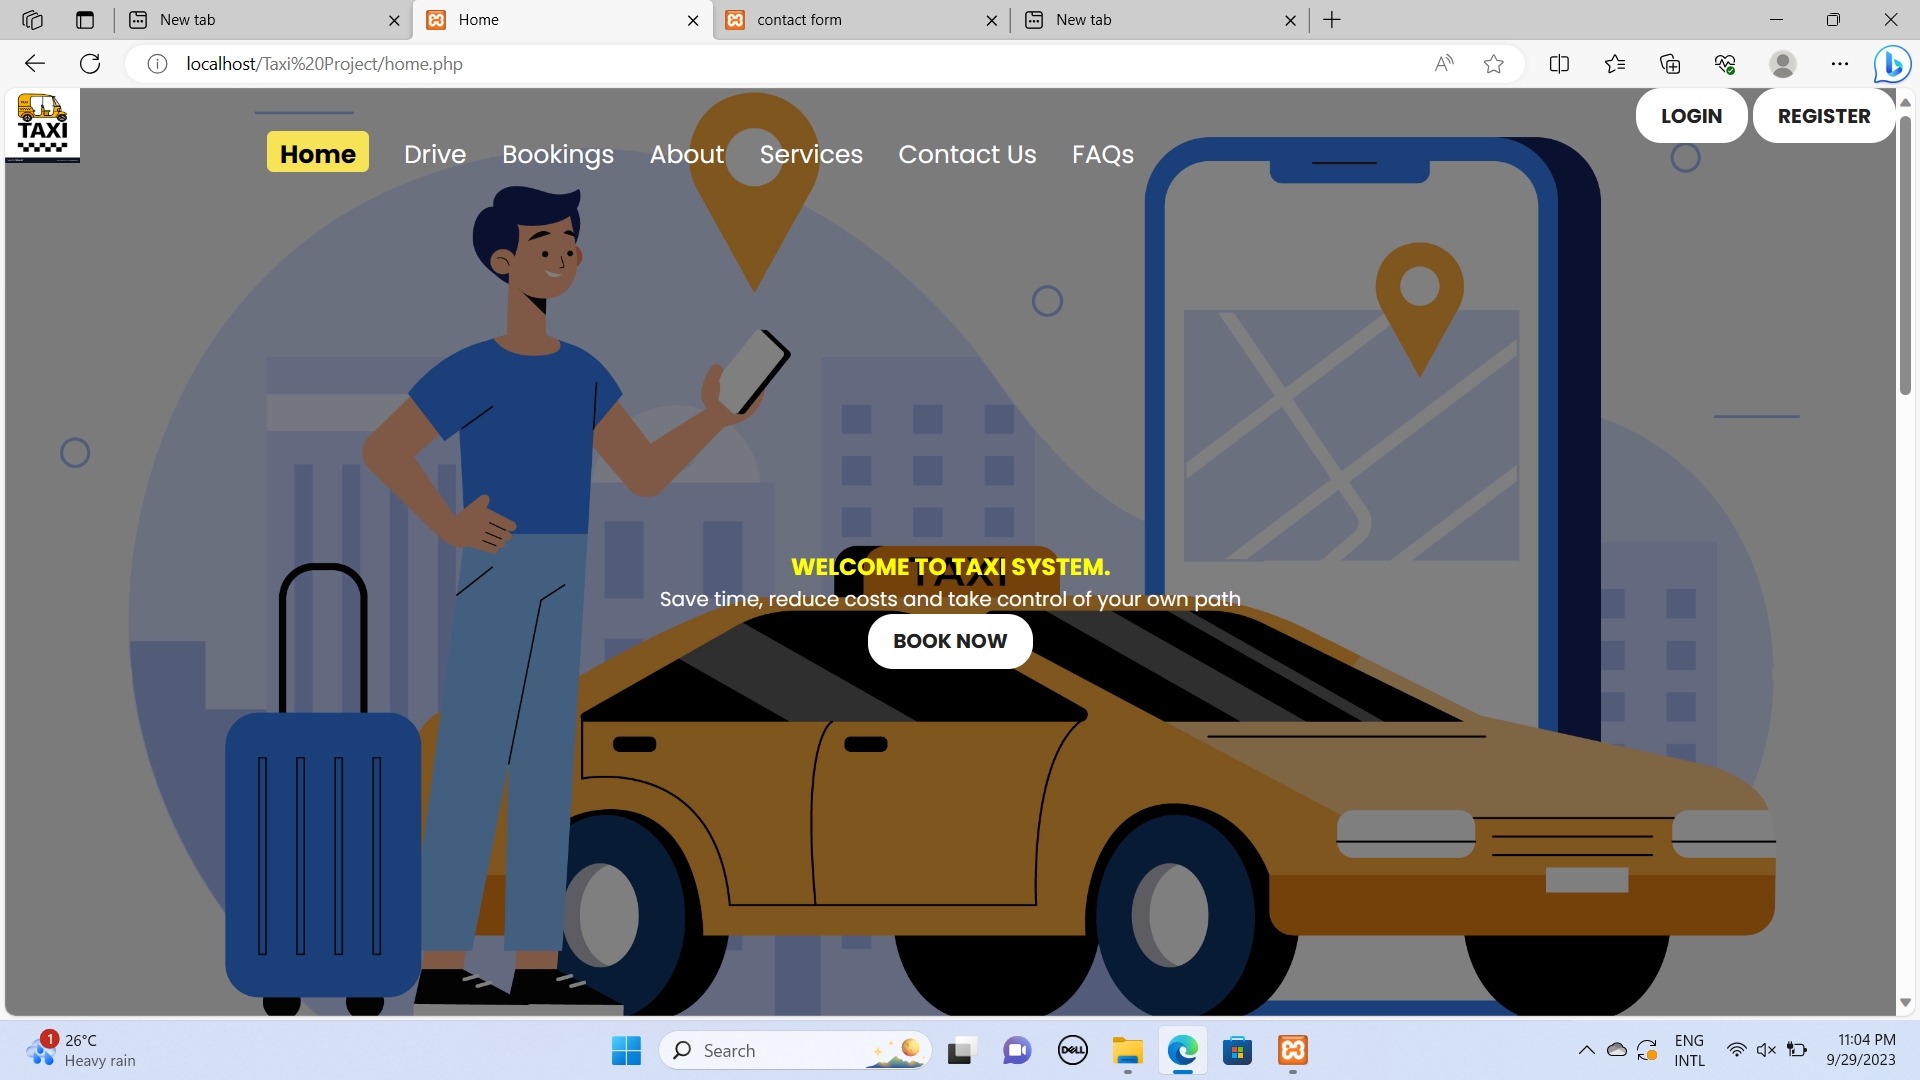 New tab
Home
contact form
New tab
localhost/Taxi%20Project/home.php
TAXI
LOGIN
REGISTER
Home
Drive
Bookings
About
Services
Contact Us
FAQs
TAXI
WELCOME TO TAXI SYSTEM.
Save time, reduce costs and take control of your own path
BOOK NOW
1
26°C
Heavy rain
Search
DELL
ENG
INTL
11:04 PM
9/29/2023